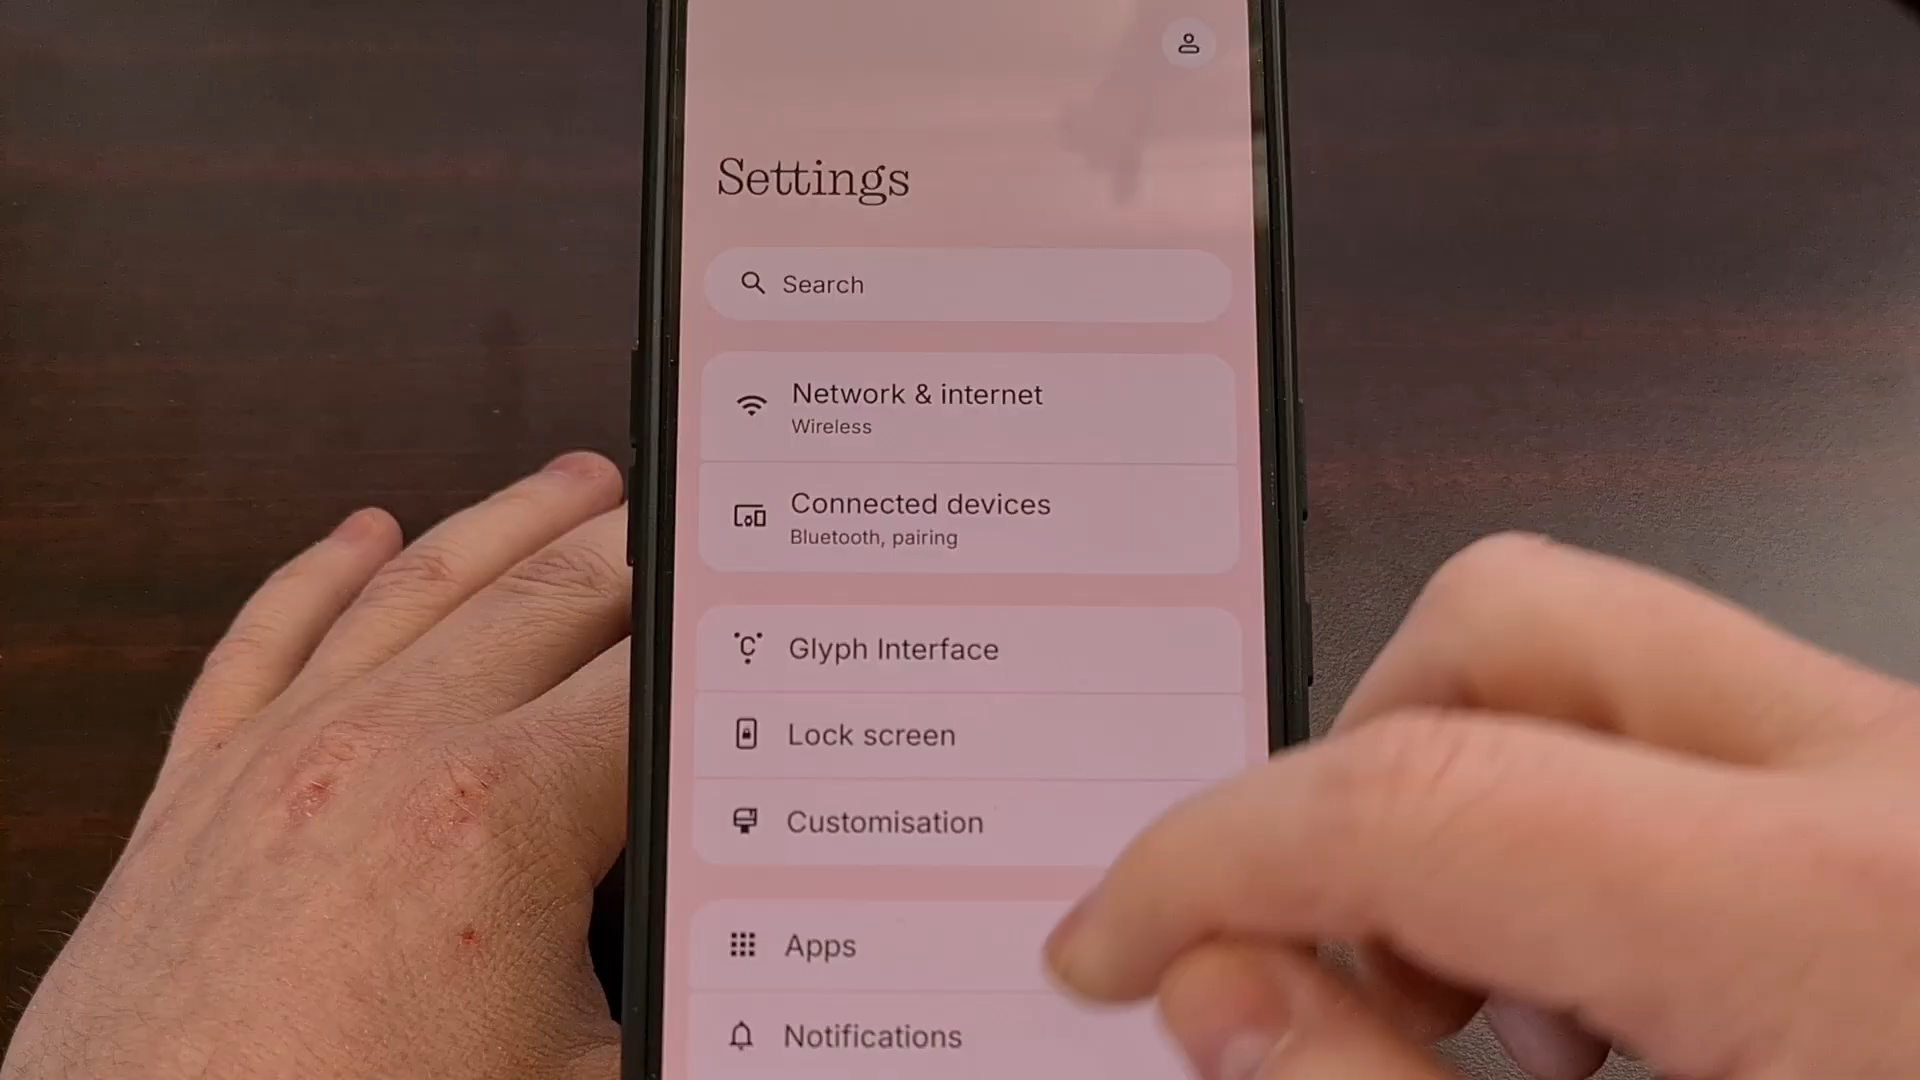 Settings
Search
Network & internet
Wireless
Connected devices
Bluetooth, pairing
Glyph Interface
Lock screen
Customisation
Apps
Notifications